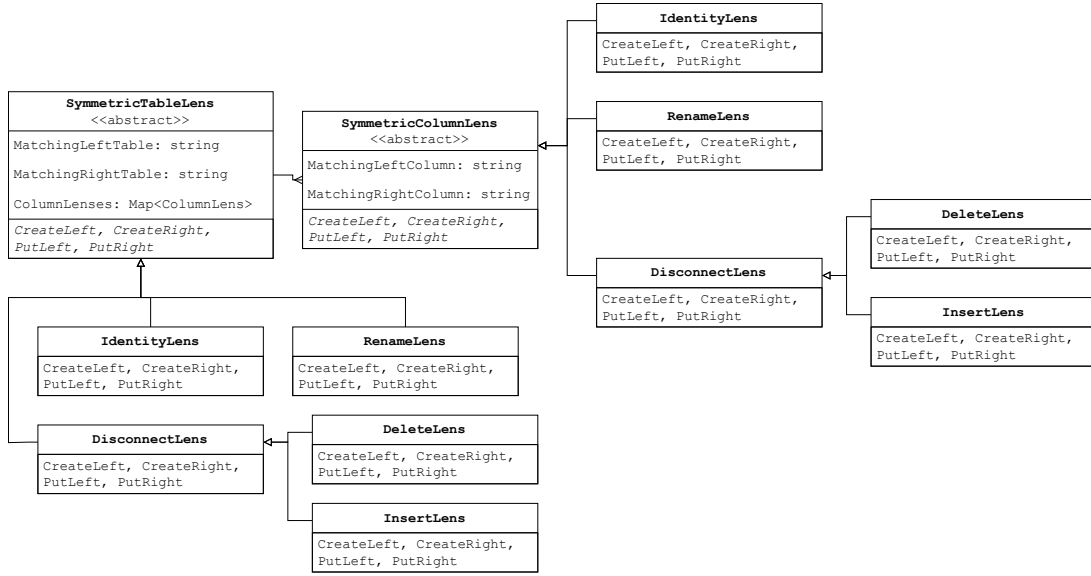 IdentityLens
CreateLeft, CreateRight,
PutLeft, PutRight
SymmetricTableLens
<<abstract>>
MatchingLeftTable: string
MatchingRightTable: string
ColumnLenses: Map<ColumnLens>
CreateLeft, CreateRight,
PutLeft, PutRight
SymmetricColumnLens
<<abstract>>
MatchingLeftColumn: string
MatchingRightColumn: string
CreateLeft, CreateRight,
PutLeft, PutRight
RenameLens
CreateLeft, CreateRight,
PutLeft, PutRight
DisconnectLens
CreateLeft, CreateRight,
PutLeft, PutRight
DeleteLens
CreateLeft, CreateRight,
PutLeft, PutRight
InsertLens
CreateLeft, CreateRight,
PutLeft, PutRight
IdentityLens
CreateLeft, CreateRight,
PutLeft, PutRight
RenameLens
CreateLeft, CreateRight,
PutLeft, PutRight
DisconnectLens
CreateLeft, CreateRight,
PutLeft, PutRight
DeleteLens
CreateLeft, CreateRight,
PutLeft, PutRight
InsertLens
CreateLeft, CreateRight,
PutLeft, PutRight